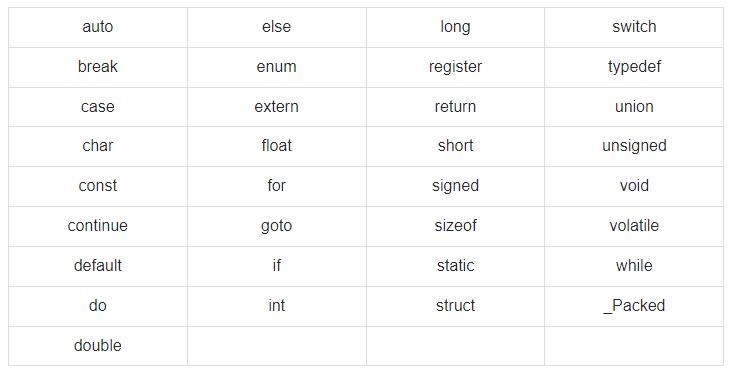 auto else long switch
break enum register typedef
case extern return union
char float short unsigned
const for signed void
continue goto sizeof volatile
default if static while
do int struct _Packed
double